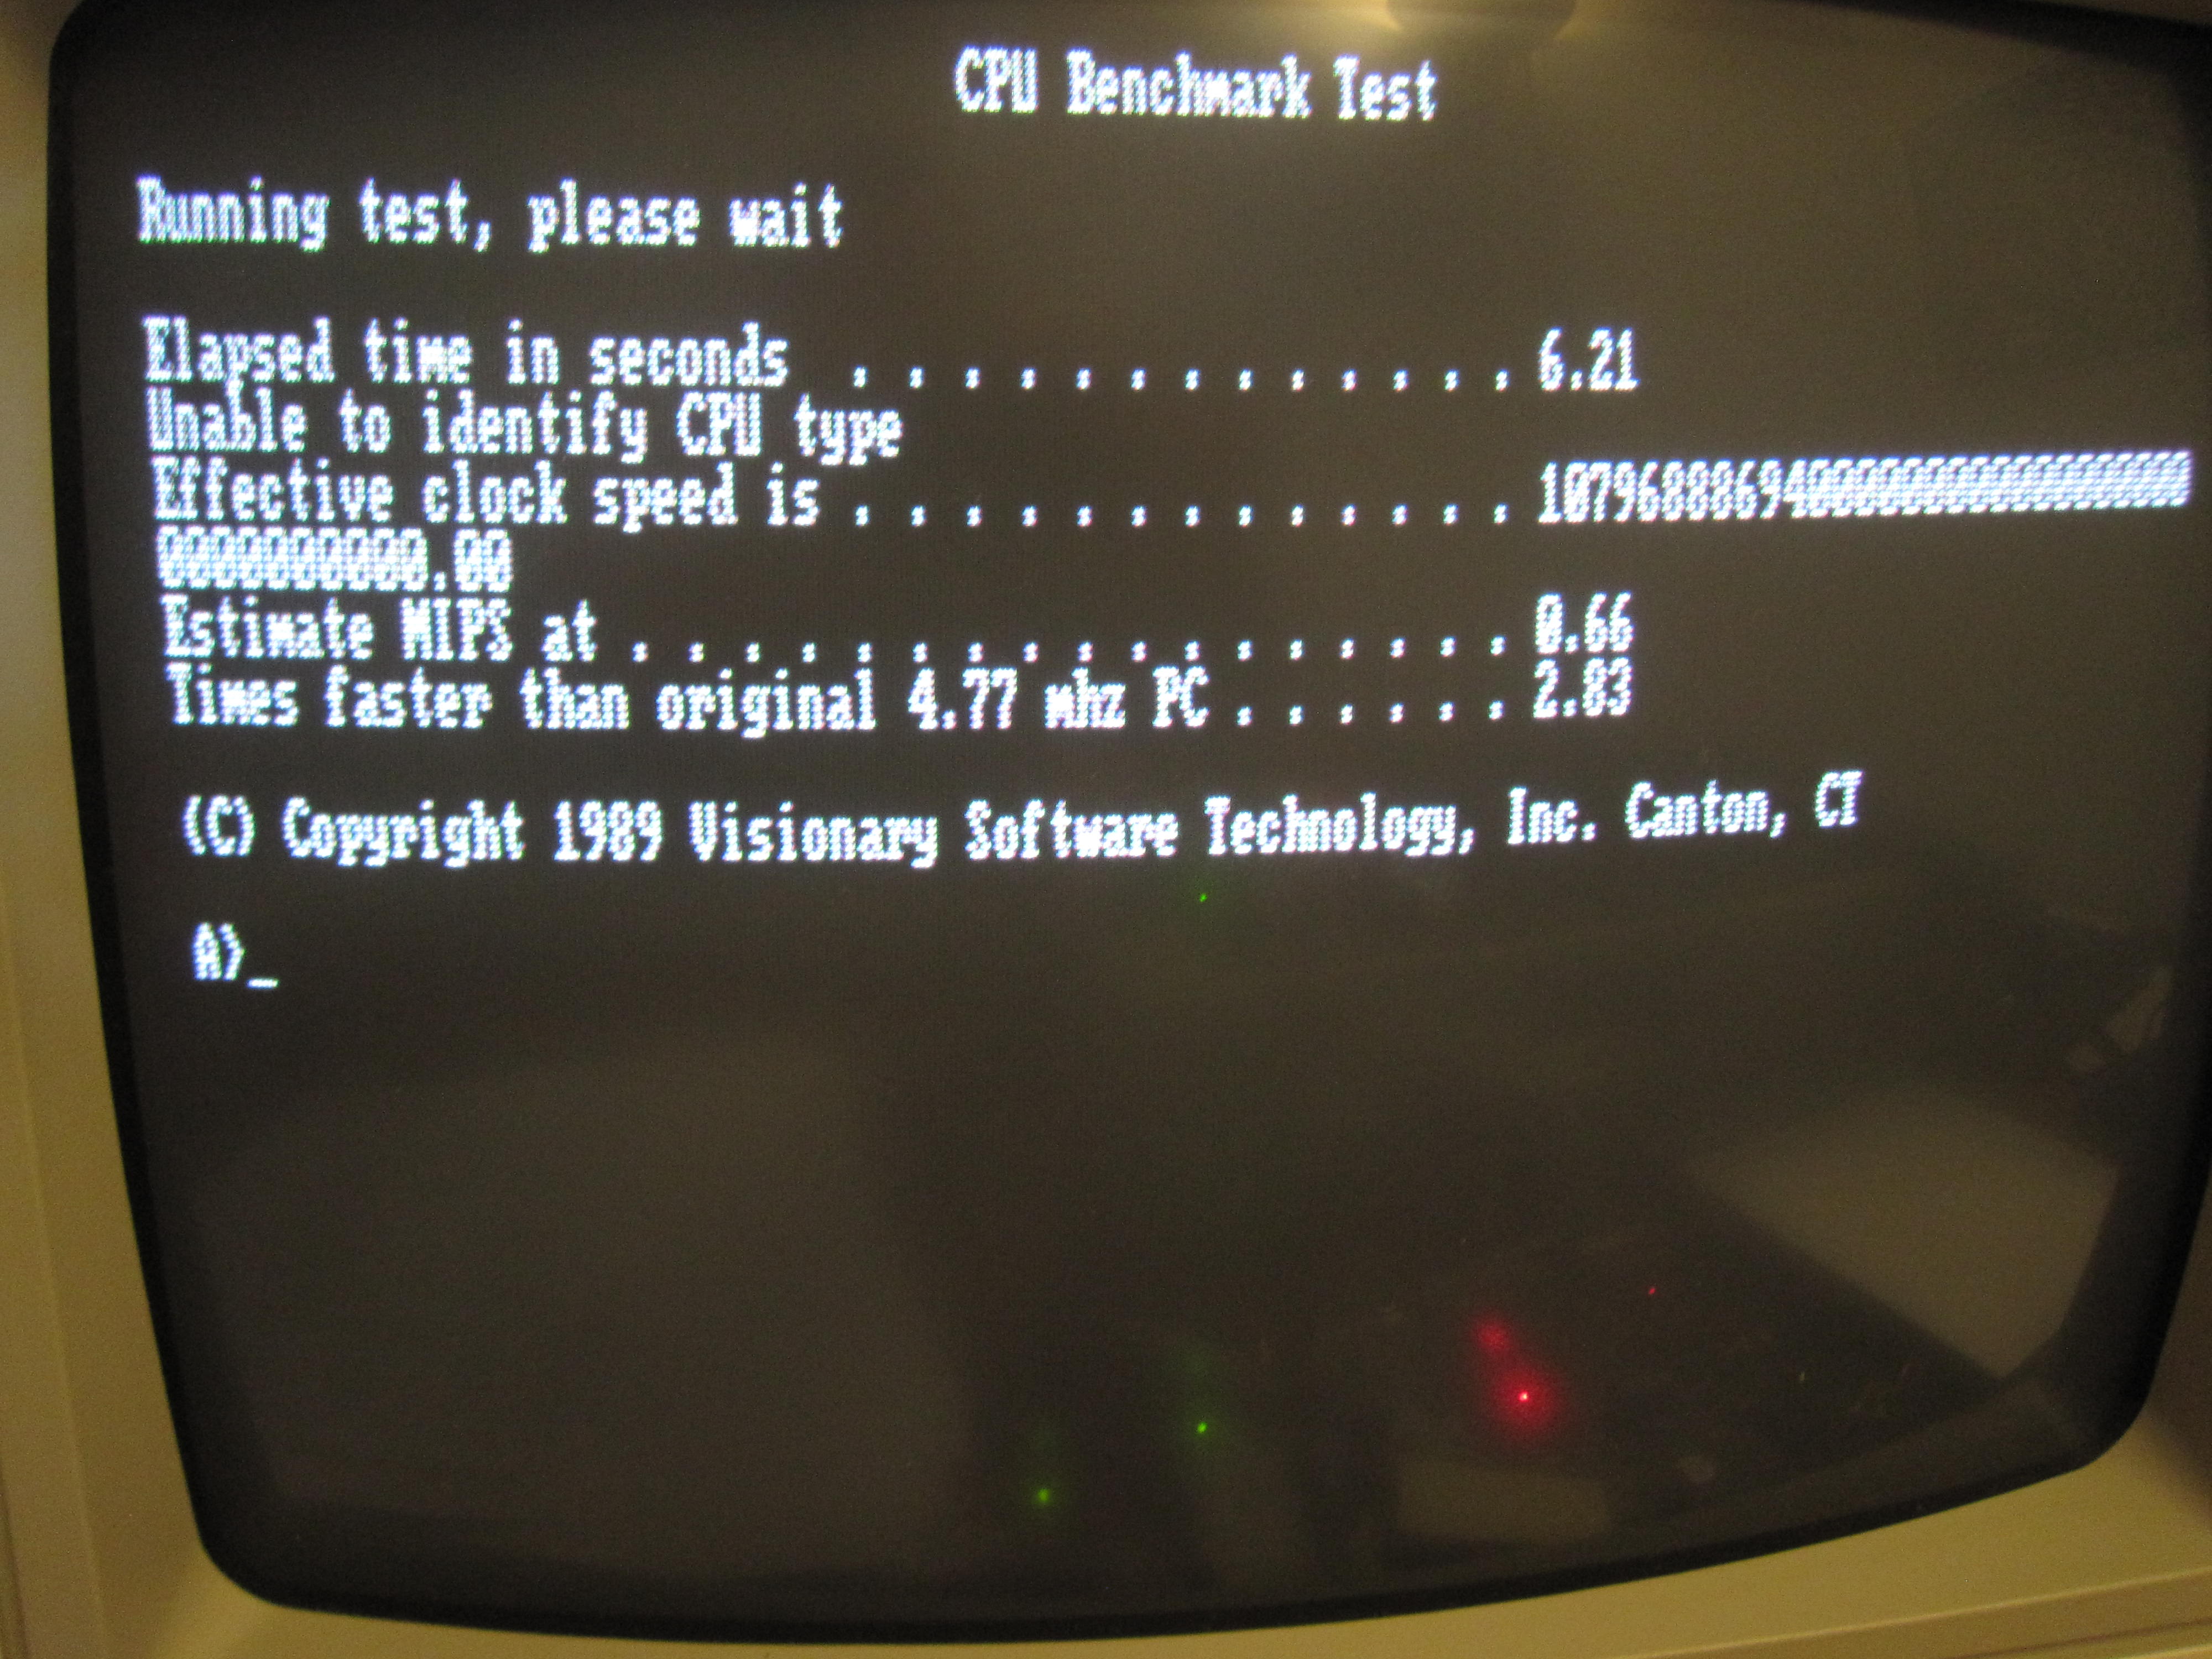 CPU Benchmark Test
Running test, please wait
Elapsed time in seconds . . . . . . . . . . . . . 6.21
Unable to identify CPU type
Effective clock speed is . . . . . . . . . . . . . 107968886940000000000000000
0000000000.00
Estimate MIPS at . . . . . . . . . . . . . . . . . 0.66
Times faster than original 4.77 mhz PC . . . . . . 2.83
(C) Copyright 1989 Visionary Software Technology, Inc. Canton, CT
A>_